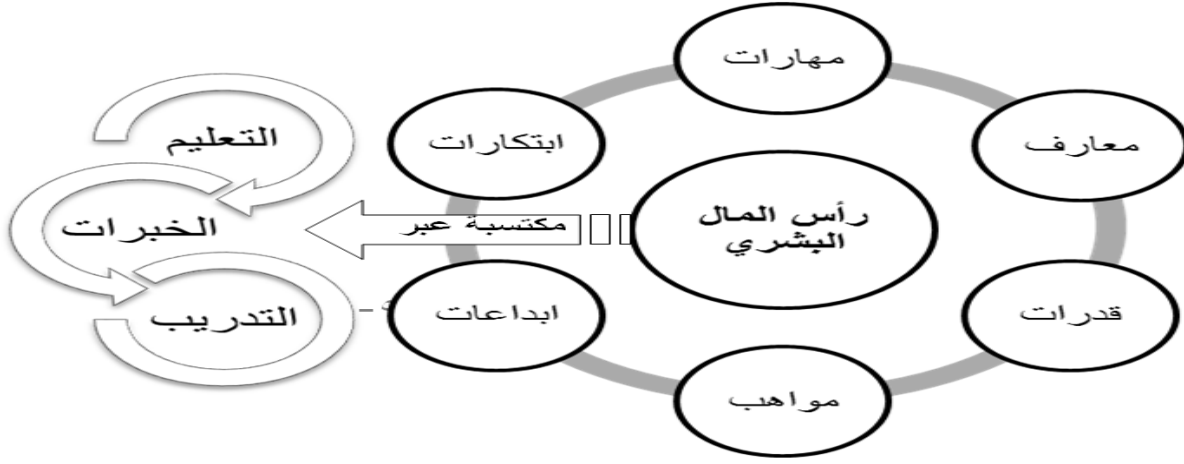 مهارات
معارف
قدرات
مواهب
ابداعات
ابتكارات
رأس المال
البشري
مكتسبة عبر
التعليم
الخبرات
التدريب